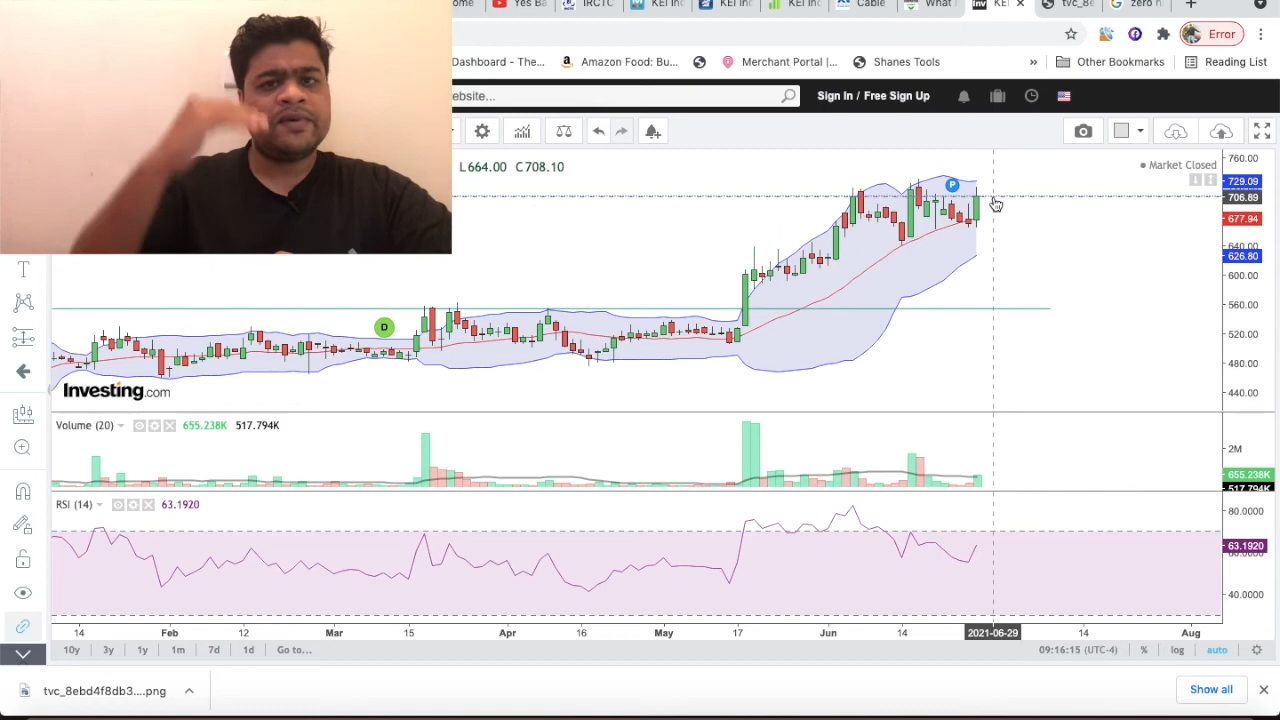 ome
Yes Ba
IRCTC
KEI Inc
KEI Inc
KEI Inc
Cable
What
KEI
tvc_8e
zero h
Error
Dashboard - The...
Amazon Food: Bu...
Merchant Portal |...
Shanes Tools
»
Other Bookmarks
Reading List
ebsite...
Sign In / Free Sign Up
L664.00 C708.10
Market Closed
760.00
729.09
706.89
677.94
640.00
626.80
600.00
560.00
520.00
480.00
440.00
P
D
Investing.com
Volume (20) 655.238K 517.794K
2M
655.238K
517.794K
RSI (14) 63.1920
80.0000
63.1920
40.0000
14 Feb 12 Mar 15 Apr 16 May 17 Jun 14 2021-06-29 14 Aug
10y 3y 1y 1m 7d 1d Go to... 09:16:15 (UTC-4) % log auto
tvc_8ebd4f8db3....png
Show all